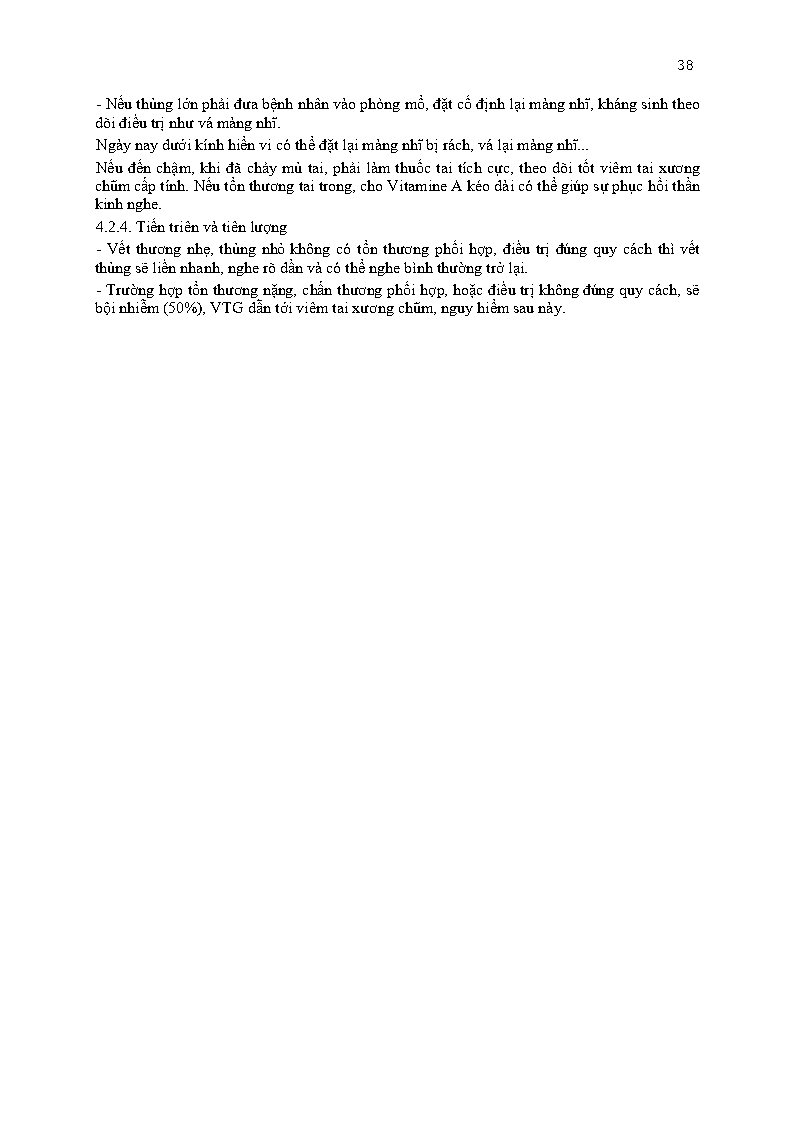 38
- Nếu thủng lớn phải đưa bệnh nhân vào phòng mổ, đặt cố định lại màng nhĩ, kháng sinh theo
dõi điều trị như vá màng nhĩ.
Ngày nay dưới kính hiển vi có thể đặt lại màng nhĩ bị rách, vá lại màng nhĩ...
Nếu đến chậm, khi đã chảy mủ tai, phải làm thuốc tai tích cực, theo dõi tốt viêm tai xương
chũm cấp tính. Nếu tổn thương tai trong, cho Vitamine A kéo dài có thể giúp sự phục hồi thần
kinh nghe.
4.2.4. Tiến triển và tiên lượng
- Vết thương nhẹ, thủng nhỏ không có tổn thương phối hợp, điều trị đúng quy cách thì vết
thủng sẽ liền nhanh, nghe rõ dần và có thể nghe bình thường trở lại.
- Trường hợp tổn thương nặng, chấn thương phối hợp, hoặc điều trị không đúng quy cách, sẽ
bội nhiễm (50%), VTG dẫn tới viêm tai xương chũm, nguy hiểm sau này.